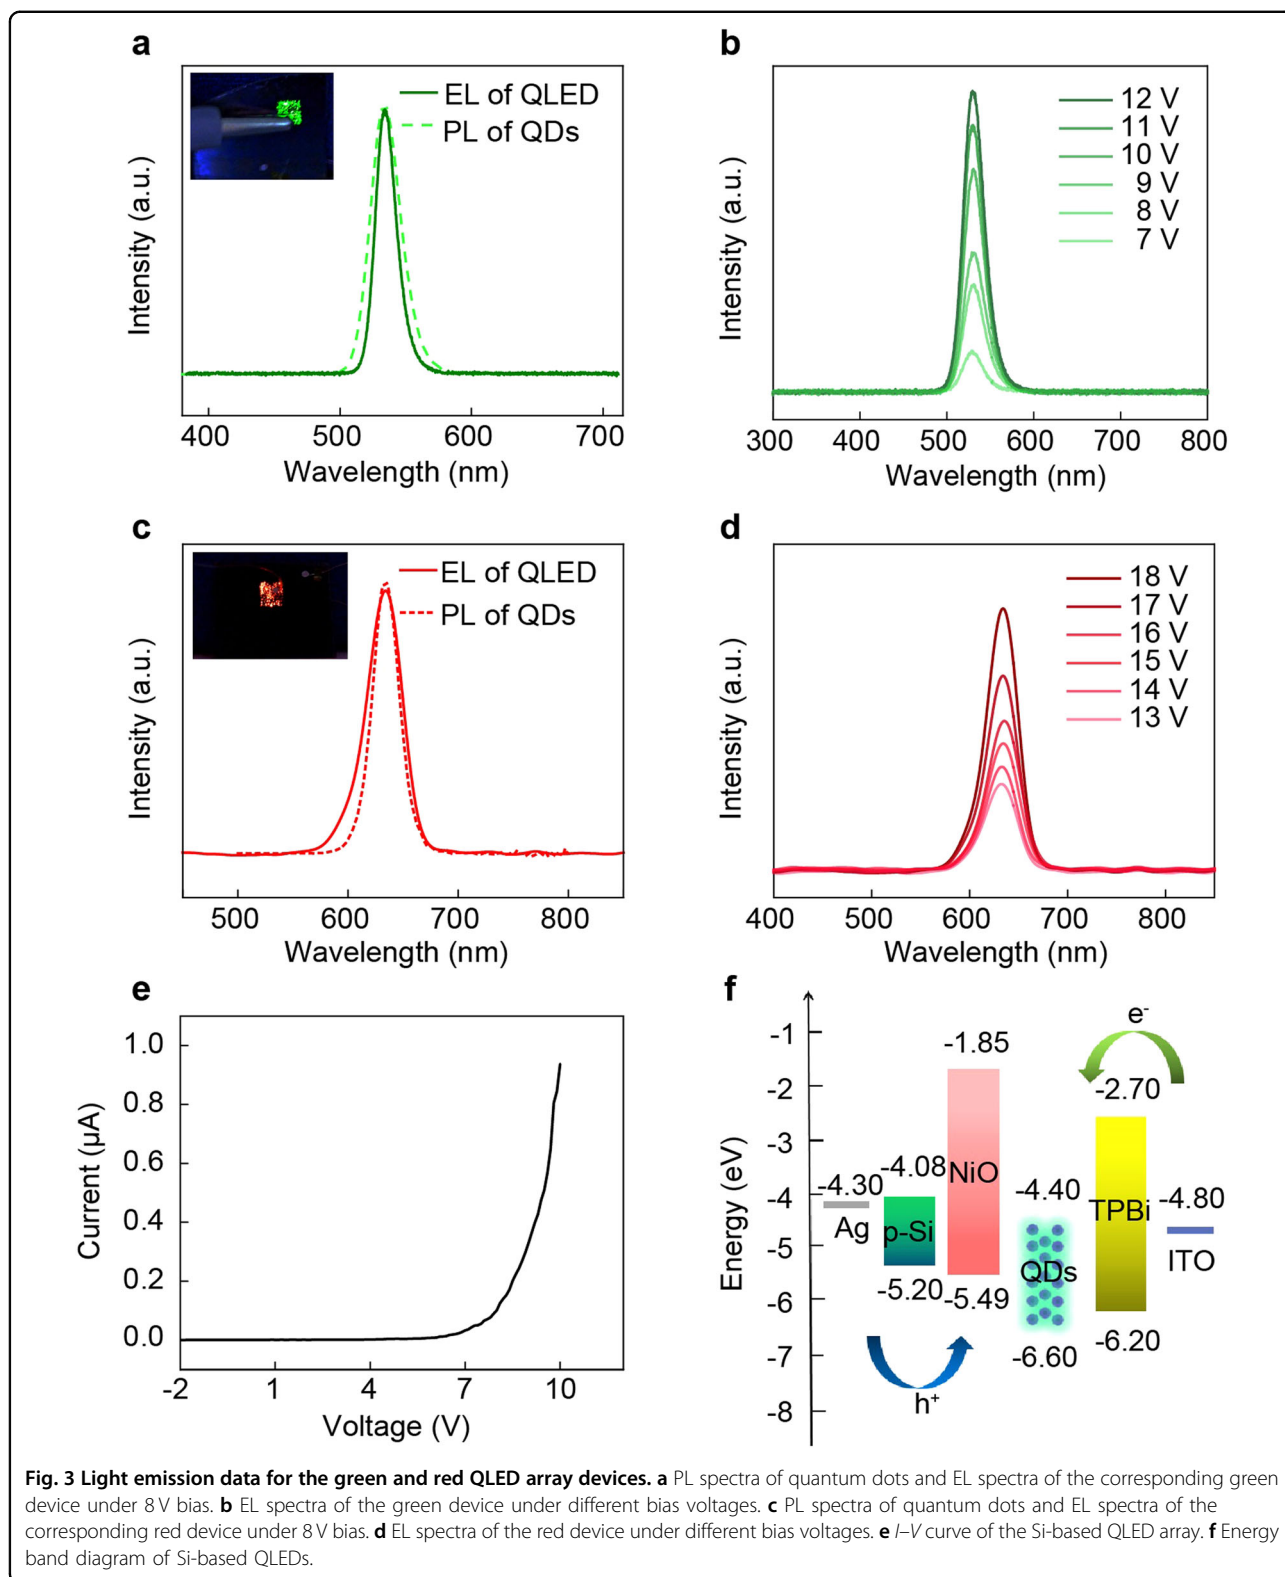 a
EL of QLED
PL of QDs
Intensity (a.u.)
400 500 600 700
Wavelength (nm)
b
12 V
11 V
10 V
9 V
8 V
7 V
Intensity (a.u.)
300 400 500 600 700 800
Wavelength (nm)
c
EL of QLED
PL of QDs
Intensity (a.u.)
500 600 700 800
Wavelength (nm)
d
18 V
17 V
16 V
15 V
14 V
13 V
Intensity (a.u.)
400 500 600 700 800
Wavelength (nm)
e
1.0
0.8
0.6
0.4
0.2
0.0
Current (µA)
-2 1 4 7 10
Voltage (V)
f
Energy (eV)
-1
-2
-3
-4
-5
-6
-7
-8
-4.30
Ag
-4.08
p-Si
-5.20
-1.85
NiO
-5.49
-4.40
QDs
-6.60
e-
-2.70
TPBi
-6.20
-4.80
ITO
h+
Fig. 3 Light emission data for the green and red QLED array devices. a PL spectra of quantum dots and EL spectra of the corresponding green
device under 8 V bias. b EL spectra of the green device under different bias voltages. c PL spectra of quantum dots and EL spectra of the
corresponding red device under 8 V bias. d EL spectra of the red device under different bias voltages. e I–V curve of the Si-based QLED array. f Energy
band diagram of Si-based QLEDs.